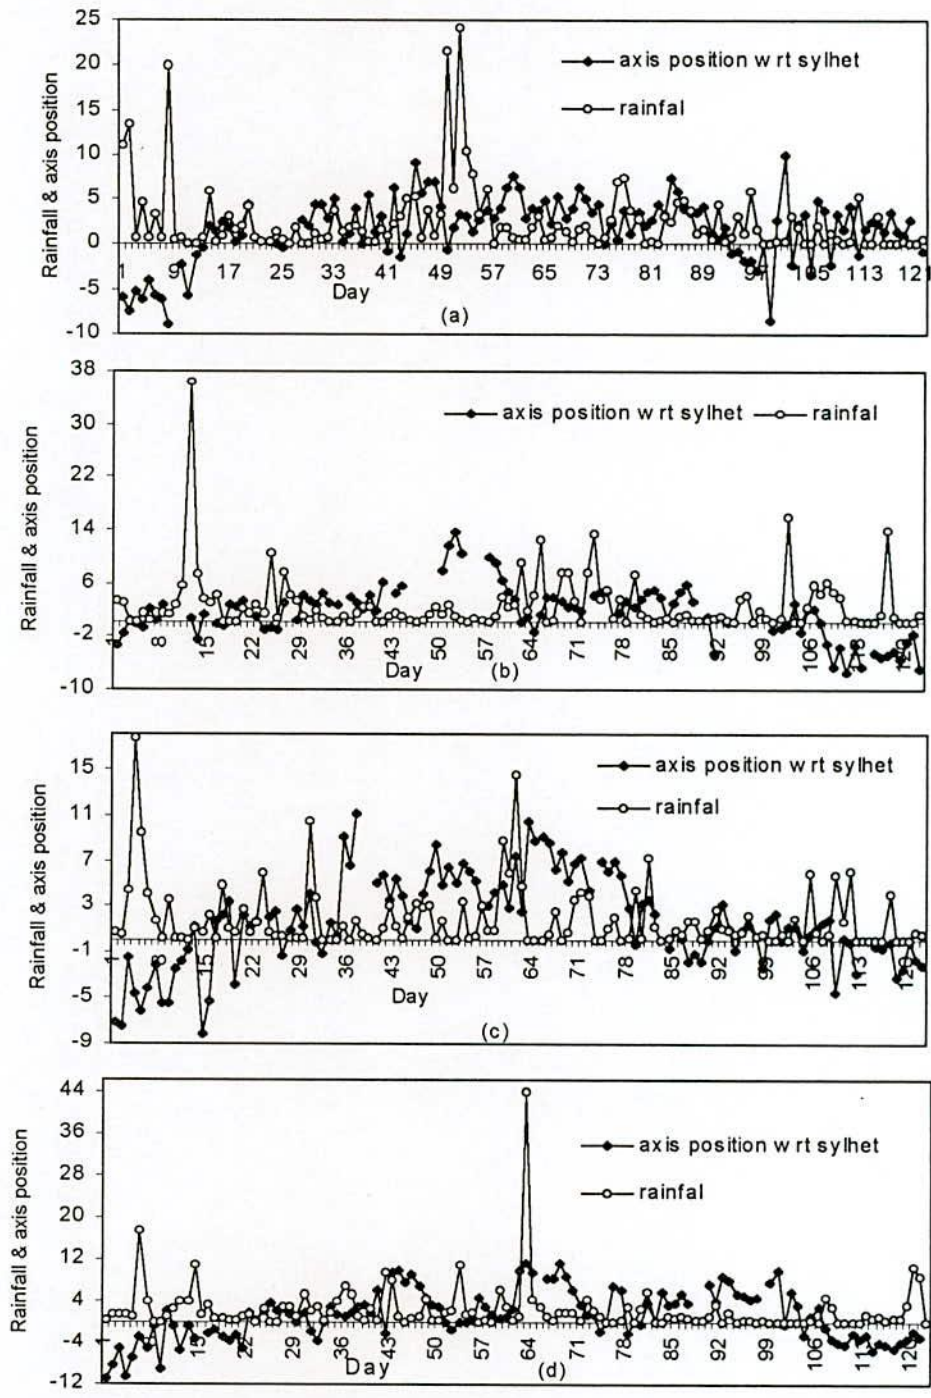 Rainfall & axis position
25
20
15
10
5
0
-5
-10
axis position w rt sylhet
rainfal
1 9 17 25 33 41 49 57 65 73 81 89 97 105 113 121
Day
(a)
Rainfall & axis position
38
30
22
14
6
-2
-10
axis position w rt sylhet rainfal
1 8 15 22 29 36 43 50 57 64 71 78 85 92 99 106
Day
(b)
Rainfall & axis position
15
11
7
3
-1
-5
-9
axis position w rt sylhet
rainfal
15 22 29 36 43 50 57 64 71 78 85 92 99 106 113
Day
(c)
Rainfall & axis position
44
36
28
20
12
4
-4
-12
axis position w rt sylhet
rainfal
15 22 29 36 43 50 57 64 71 78 85 92 99 106
Day
(d)